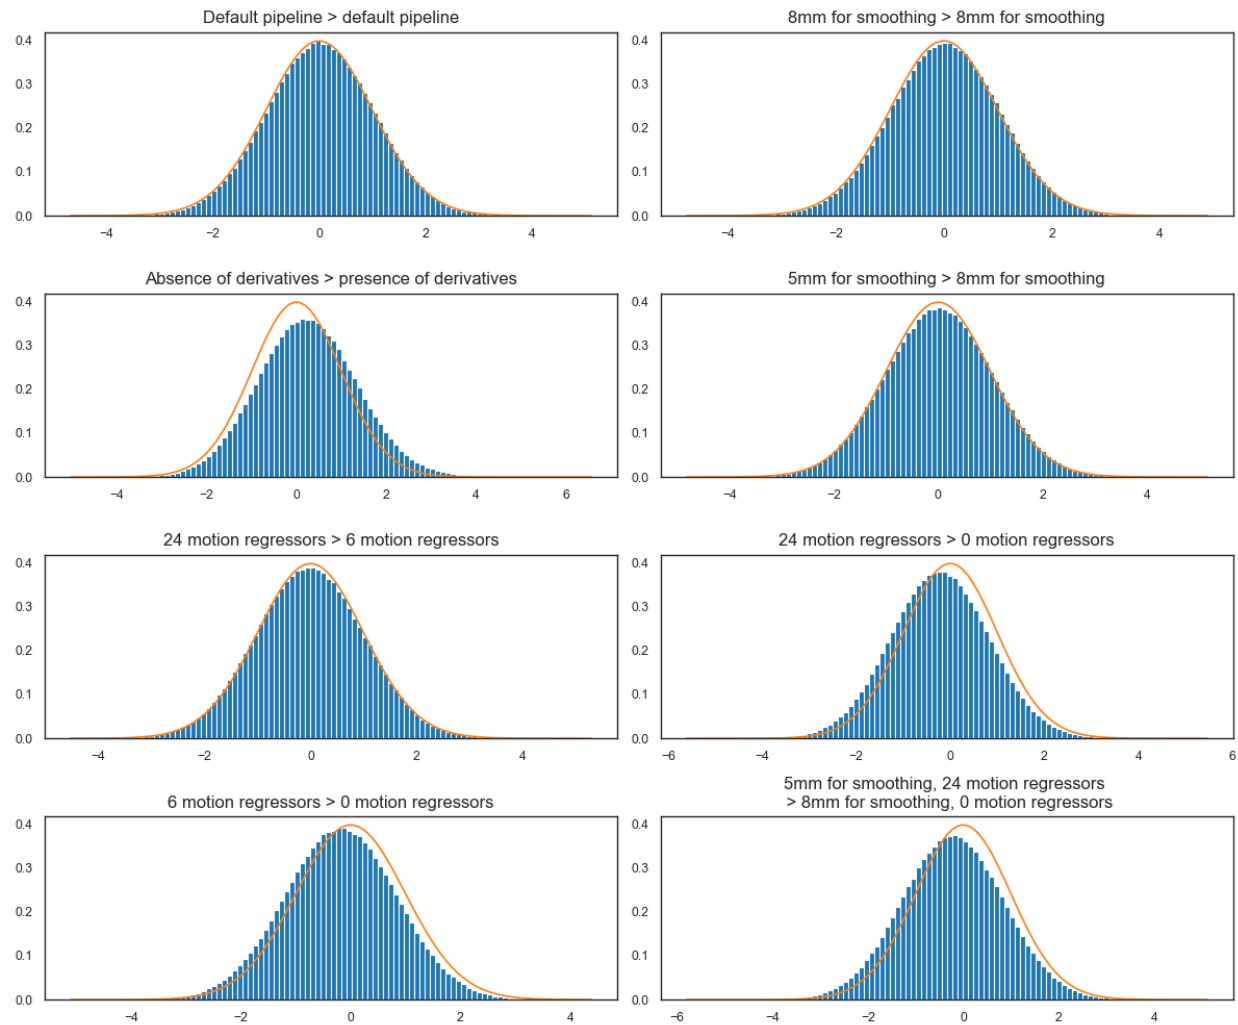 Default pipeline > default pipeline
0.4
0.3
0.2
0.1
0.0
−4 −2 0 2 4
8mm for smoothing > 8mm for smoothing
0.4
0.3
0.2
0.1
0.0
−4 −2 0 2 4
Absence of derivatives > presence of derivatives
0.4
0.3
0.2
0.1
0.0
−4 −2 0 2 4 6
5mm for smoothing > 8mm for smoothing
0.4
0.3
0.2
0.1
0.0
−4 −2 0 2 4
24 motion regressors > 6 motion regressors
0.4
0.3
0.2
0.1
0.0
−4 −2 0 2 4
24 motion regressors > 0 motion regressors
0.4
0.3
0.2
0.1
0.0
−6 −4 −2 0 2 4 6
6 motion regressors > 0 motion regressors
0.4
0.3
0.2
0.1
0.0
−4 −2 0 2 4
5mm for smoothing, 24 motion regressors
> 8mm for smoothing, 0 motion regressors
0.4
0.3
0.2
0.1
0.0
−6 −4 −2 0 2 4